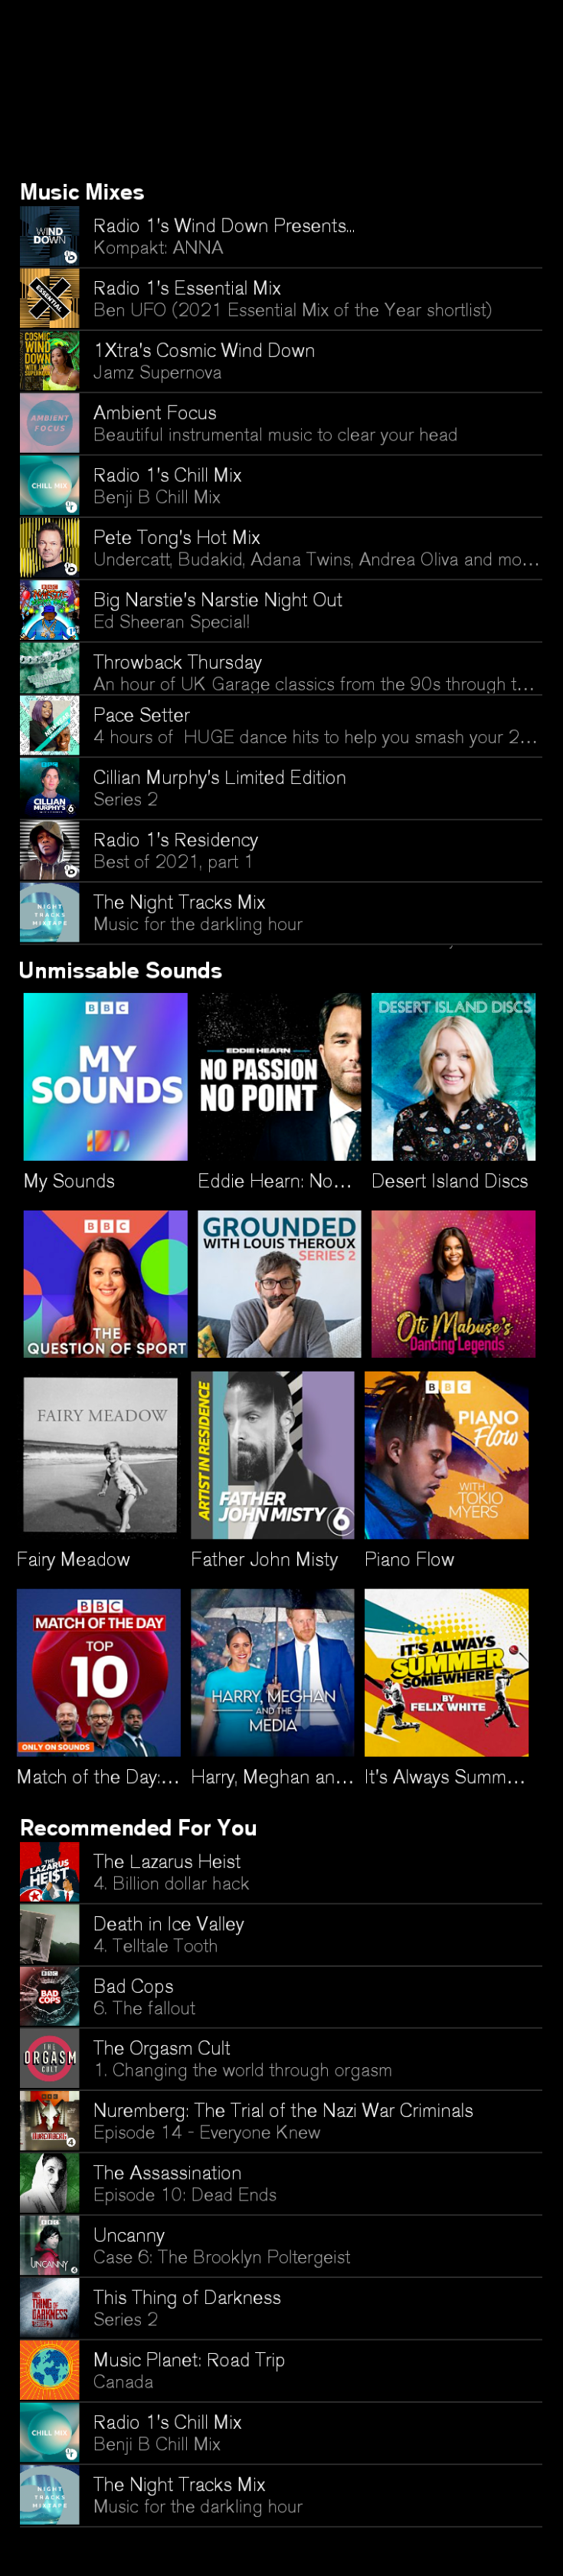 Music Mixes
WIND
DOWN
Radio 1's Wind Down Presents...
Kompakt: ANNA
ESSENTIAL
Radio 1's Essential Mix
Ben UFO (2021 Essential Mix of the Year shortlist)
COSMIC
WIND
DOWN
1Xtra's Cosmic Wind Down
Jamz Supernova
AMBIENT
FOCUS
Ambient Focus
Beautiful instrumental music to clear your head
CHILL MIX
Radio 1's Chill Mix
Benji B Chill Mix
Pete Tong's Hot Mix
Undercatt, Budakid, Adana Twins, Andrea Oliva and mo...
Big Narstie's Narstie Night Out
Ed Sheeran Special!
Throwback Thursday
An hour of UK Garage classics from the 90s through t...
Pace Setter
4 hours of  HUGE dance hits to help you smash your 2...
CILLIAN
MURPHY'S 6
Cillian Murphy's Limited Edition
Series 2
Radio 1's Residency
Best of 2021, part 1
NIGHT
TRACKS
MIXTAPE
The Night Tracks Mix
Music for the darkling hour
Unmissable Sounds
BBC
MY
SOUNDS
EDDIE HEARN
NO PASSION
NO POINT
DESERT ISLAND DISCS
My Sounds
Eddie Hearn: No...
Desert Island Discs
BBC
THE
QUESTION OF SPORT
GROUNDED
WITH LOUIS THEROUX
SERIES 2
Oti Mabuse's
Dancing Legends
FAIRY MEADOW
ARTIST IN RESIDENCE
FATHER
JOHN MISTY
6
BBC
PIANO
Flow
WITH
TOKIO
MYERS
Fairy Meadow
Father John Misty
Piano Flow
BBC
MATCH OF THE DAY
TOP
10
ONLY ON SOUNDS
HARRY, MEGHAN
AND THE
MEDIA
IT'S ALWAYS
SUMMER
SOMEWHERE
BY
FELIX WHITE
Match of the Day:...
Harry, Meghan an...
It's Always Summ...
Recommended For You
THE
LAZARUS
HEIST
The Lazarus Heist
4. Billion dollar hack
Death in Ice Valley
4. Telltale Tooth
BAD
COPS
Bad Cops
6. The fallout
THE
ORGASM
CULT
The Orgasm Cult
1. Changing the world through orgasm
Nuremberg: The Trial of the Nazi War Criminals
Episode 14 - Everyone Knew
The Assassination
Episode 10: Dead Ends
UNCANNY
Uncanny
Case 6: The Brooklyn Poltergeist
THIS
THING OF
DARKNESS
This Thing of Darkness
Series 2
Music Planet: Road Trip
Canada
CHILL MIX
Radio 1's Chill Mix
Benji B Chill Mix
NIGHT
TRACKS
MIXTAPE
The Night Tracks Mix
Music for the darkling hour